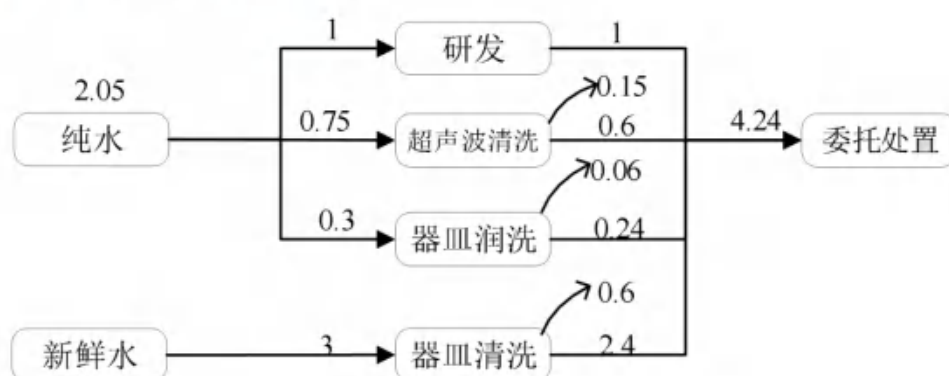 1
研发
1
2.05
0.15
纯水
0.75
超声波清洗
0.6
4.24
委托处置
0.06
0.3
器皿润洗
0.24
0.6
新鲜水
3
器皿清洗
2.4